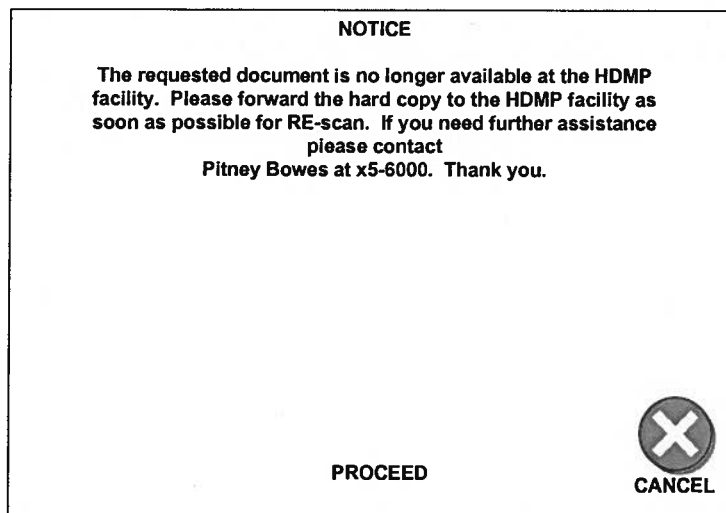 NOTICE
The requested document is no longer available at the HDMP
facility. Please forward the hard copy to the HDMP facility as
soon as possible for RE-scan. If you need further assistance
please contact
Pitney Bowes at x5-6000. Thank you.
PROCEED
CANCEL